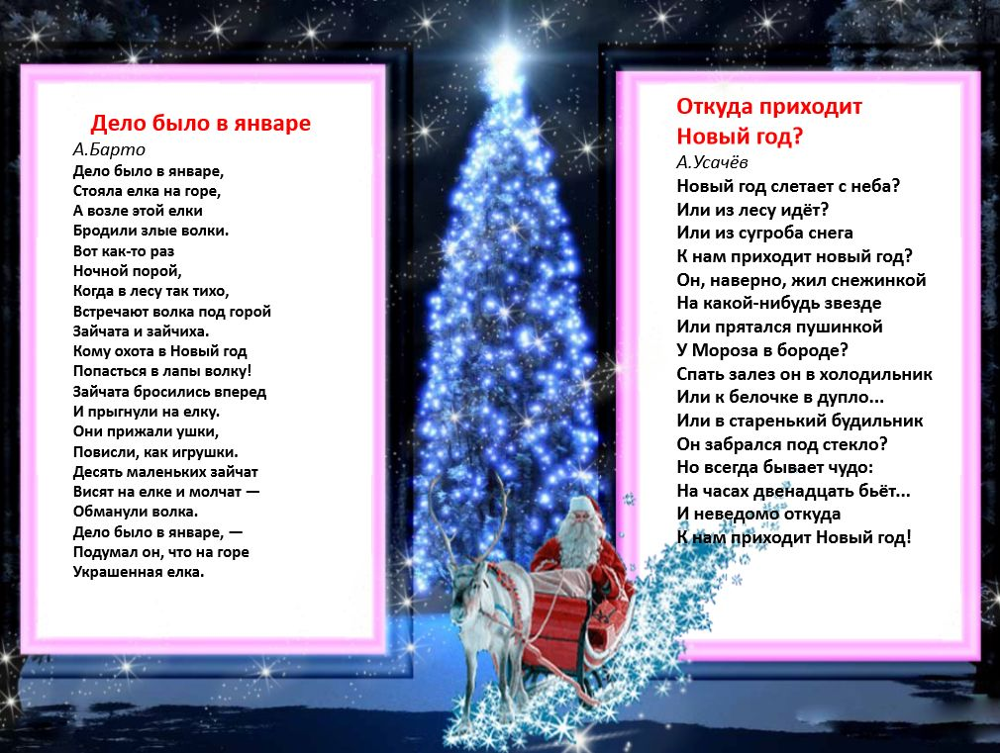 Дело было в январе
А.Барто
Дело было в январе,
Стояла елка на горе,
А возле этой елки
Бродили злые волки.
Вот как-то раз
Ночной порой,
Когда в лесу так тихо,
Встречают волка под горой
Зайчата и зайчиха.
Кому охота в Новый год
Попасться в лапы волку!
Зайчата бросились вперед
И прыгнули на елку.
Они прижали ушки,
Повисли, как игрушки.
Десять маленьких зайчат
Висят на елке и молчат —
Обманули волка.
Дело было в январе, —
Подумал он, что на горе
Украшенная елка.
Откуда приходит
Новый год?
А.Усачёв
Новый год слетает с неба?
Или из лесу идёт?
Или из сугроба снега
К нам приходит новый год?
Он, наверно, жил снежинкой
На какой-нибудь звезде
Или прятался пушинкой
У Мороза в бороде?
Спать залез он в холодильник
Или к белочке в дупло...
Или в старенький будильник
Он забрался под стекло?
Но всегда бывает чудо:
На часах двенадцать бьёт...
И неведомо откуда
К нам приходит Новый год!